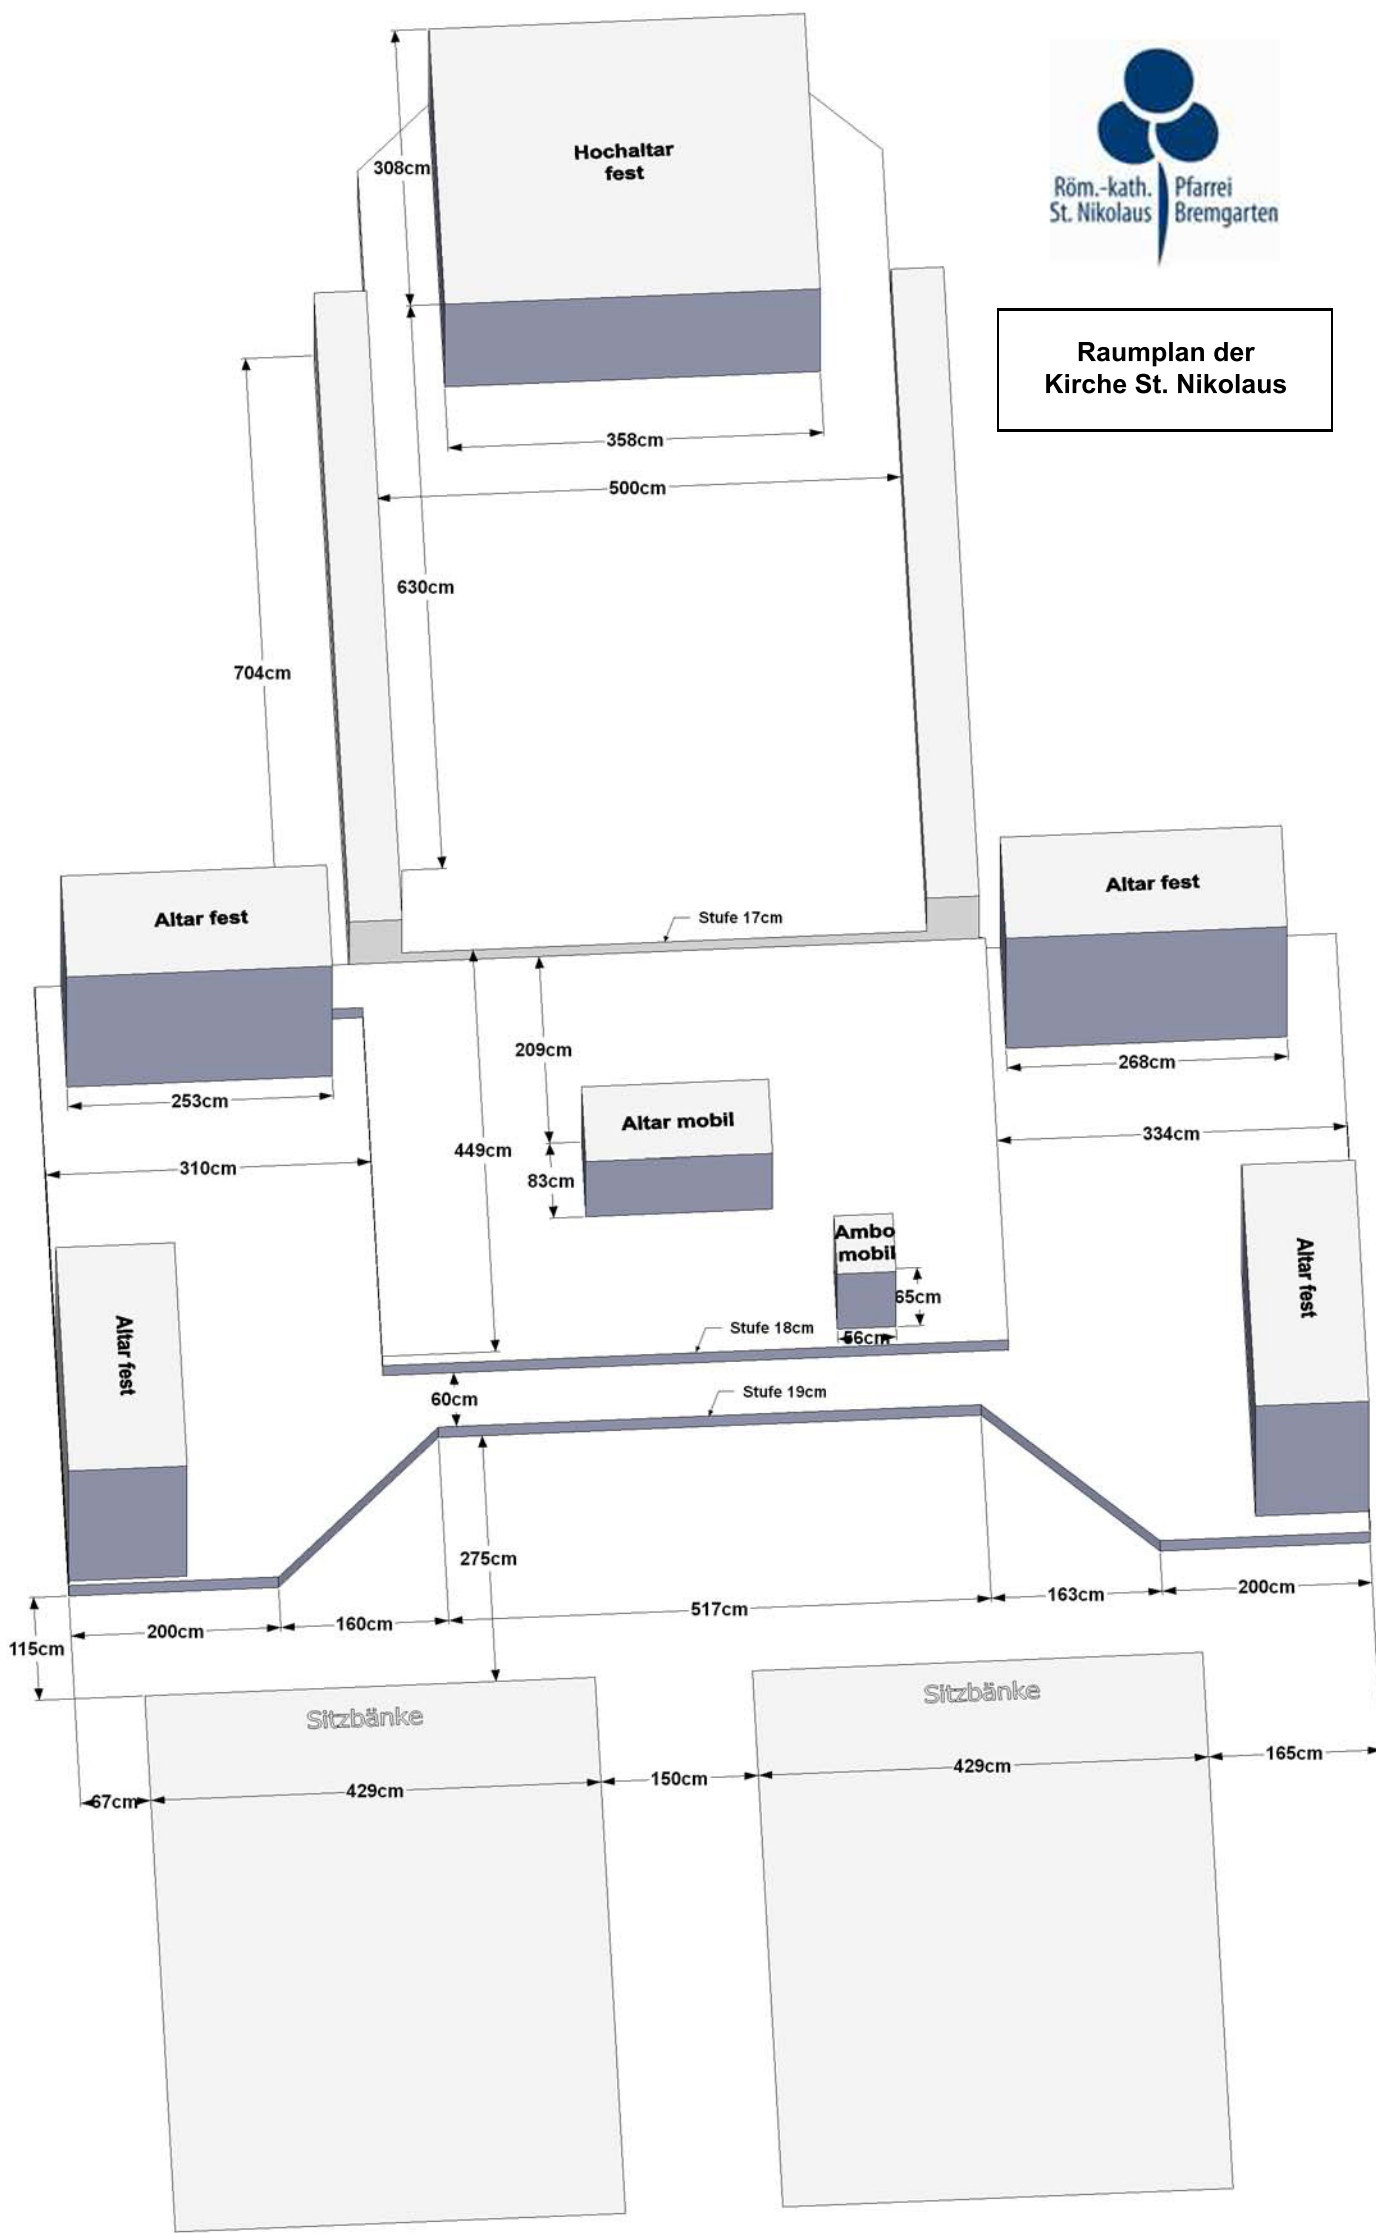 Hochaltar
fest
308cm
Röm.-kath. Pfarrei
St. Nikolaus Bremgarten
Raumplan der
Kirche St. Nikolaus
358cm
500cm
630cm
704cm
Altar fest
Stufe 17cm
Altar fest
209cm
253cm
268cm
Altar mobil
449cm
334cm
310cm
83cm
Ambo
mobil
65cm
56cm
Altar fest
Altar fest
Stufe 18cm
60cm
Stufe 19cm
275cm
115cm
200cm
160cm
517cm
163cm
200cm
Sitzbänke
Sitzbänke
67cm
429cm
150cm
429cm
165cm